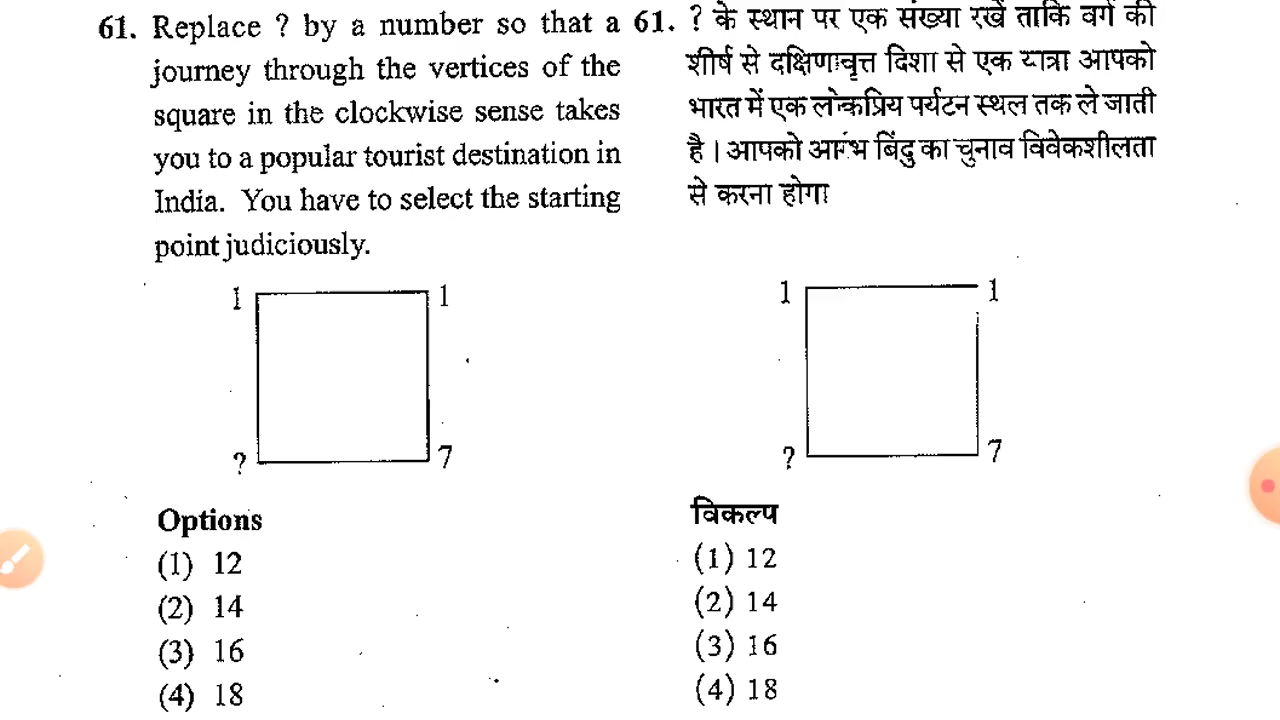 61. Replace ? by a number so that a
journey through the vertices of the
square in the clockwise sense takes
you to a popular tourist destination in
India. You have to select the starting
point judiciously.
1 1
? 7
Options
(1) 12
(2) 14
(3) 16
(4) 18
61. ? के स्थान पर एक संख्या रखें ताकि वर्ग की
शीर्ष से दक्षिणावृत्त दिशा से एक यात्रा आपको
भारत में एक लोकप्रिय पर्यटन स्थल तक ले जाती
है । आपको आरंभ बिंदु का चुनाव विवेकशीलता
से करना होगा
1 1
? 7
विकल्प
(1) 12
(2) 14
(3) 16
(4) 18